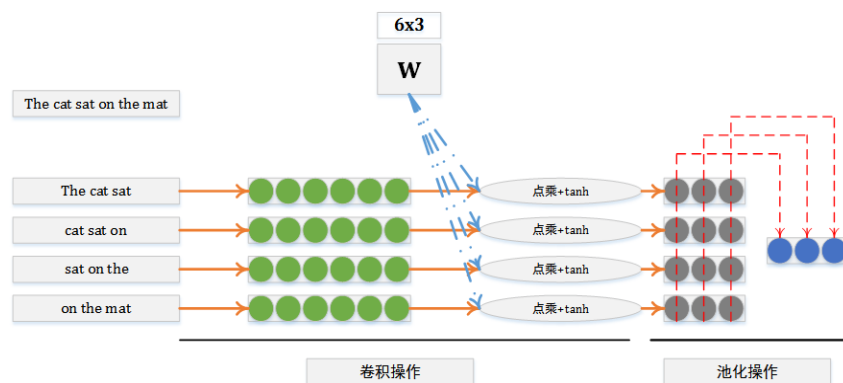 6x3
W
The cat sat on the mat
The cat sat
点乘+tanh
cat sat on
点乘+tanh
sat on the
点乘+tanh
on the mat
点乘+tanh
卷积操作
池化操作